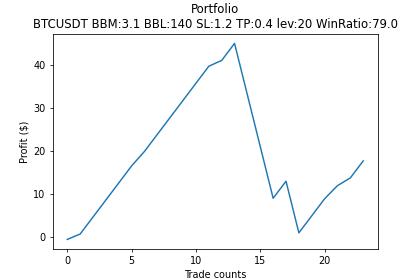 Portfolio
BTCUSDT BBM:3.1 BBL:140 SL:1.2 TP:0.4 lev:20 WinRatio:79.0
Profit ($)
40
30
20
10
0
0 5 10 15 20
Trade counts